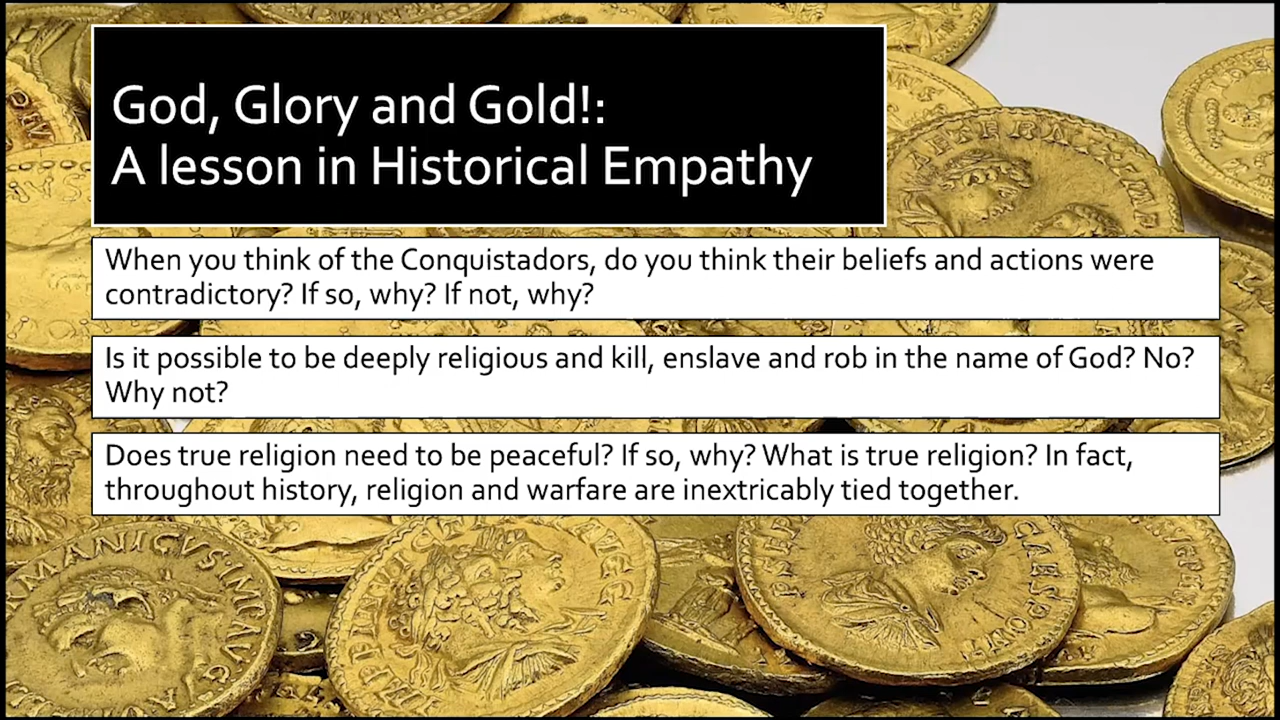 God, Glory and Gold!:
A lesson in Historical Empathy
When you think of the Conquistadors, do you think their beliefs and actions were
contradictory? If so, why? If not, why?
Is it possible to be deeply religious and kill, enslave and rob in the name of God? No?
Why not?
Does true religion need to be peaceful? If so, why? What is true religion? In fact,
throughout history, religion and warfare are inextricably tied together.